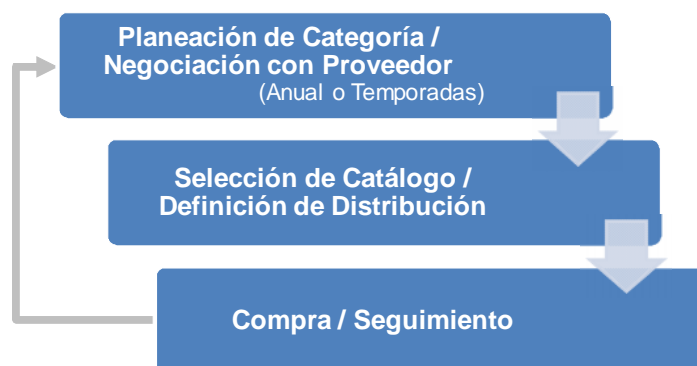 Planeación de Categoría /
Negociación con Proveedor
(Anual o Temporadas)
Selección de Catálogo /
Definición de Distribución
Compra / Seguimiento